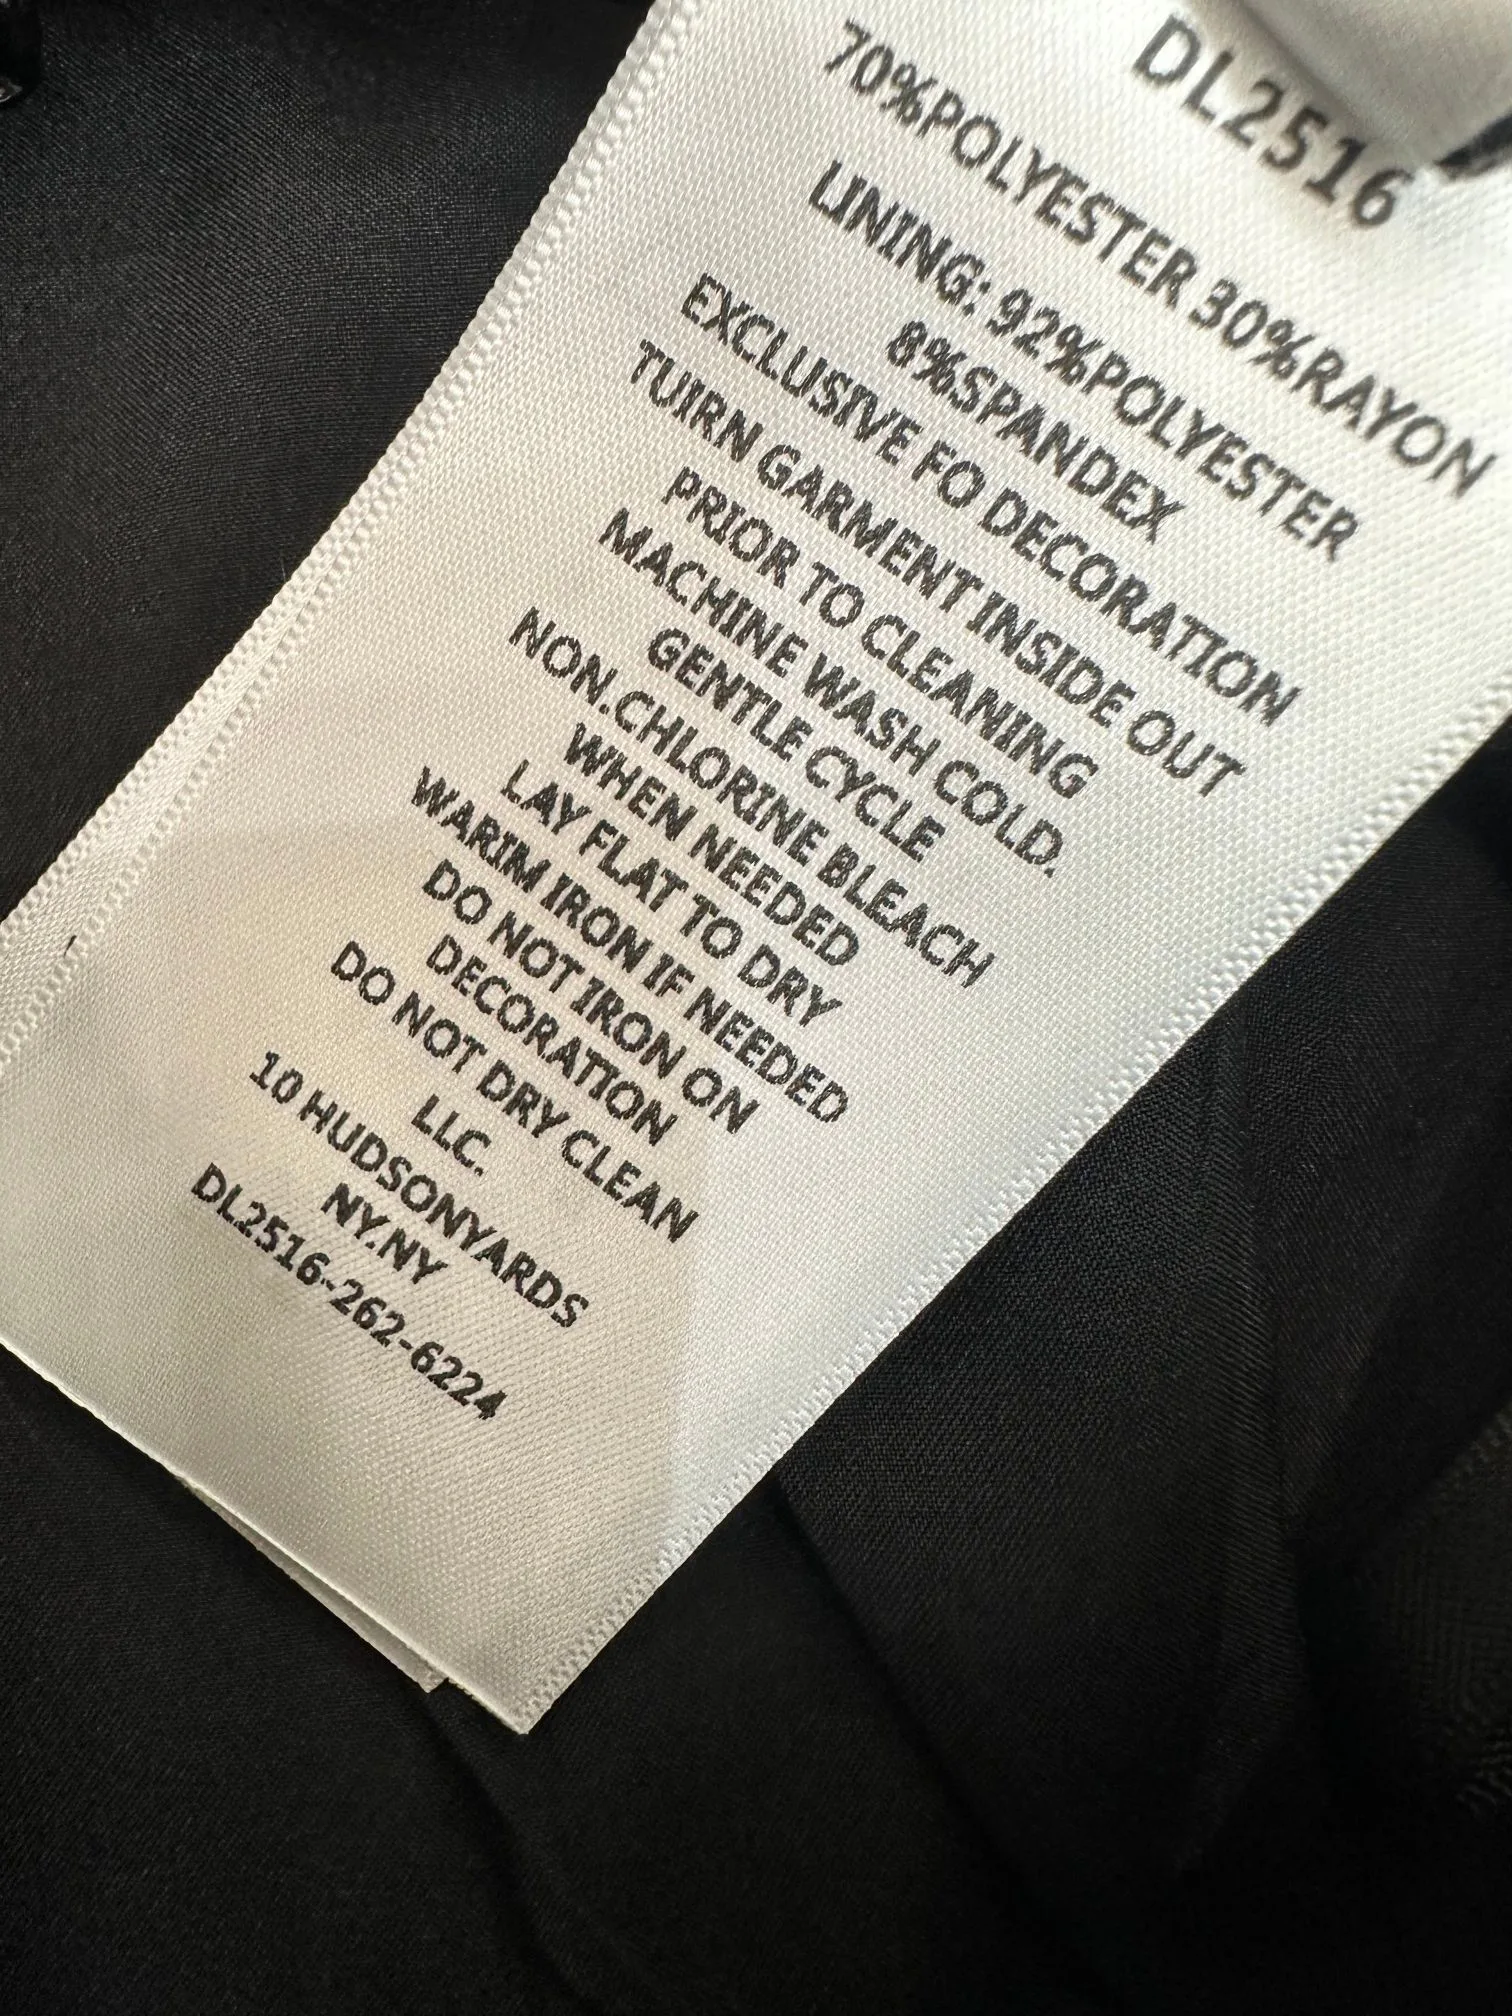 DL2516
70%POLYESTER 30%RAYON
LINING: 92%POLYESTER
8%SPANDEX
EXCLUSIVE FO DECORATION
TUIRN GARMENT INSIDE OUT
PRIOR TO CLEANING
MACHINE WASH COLD.
GENTLE CYCLE
NON.CHLORINE BLEACH
WHEN NEEDED
LAY FLAT TO DRY
WARIM IRON IF NEEDED
DO NOT IRON ON
DECORATION
DO NOT DRY CLEAN
LLC.
10 HUDSONYARDS
NY.NY
DL2516-262-6224